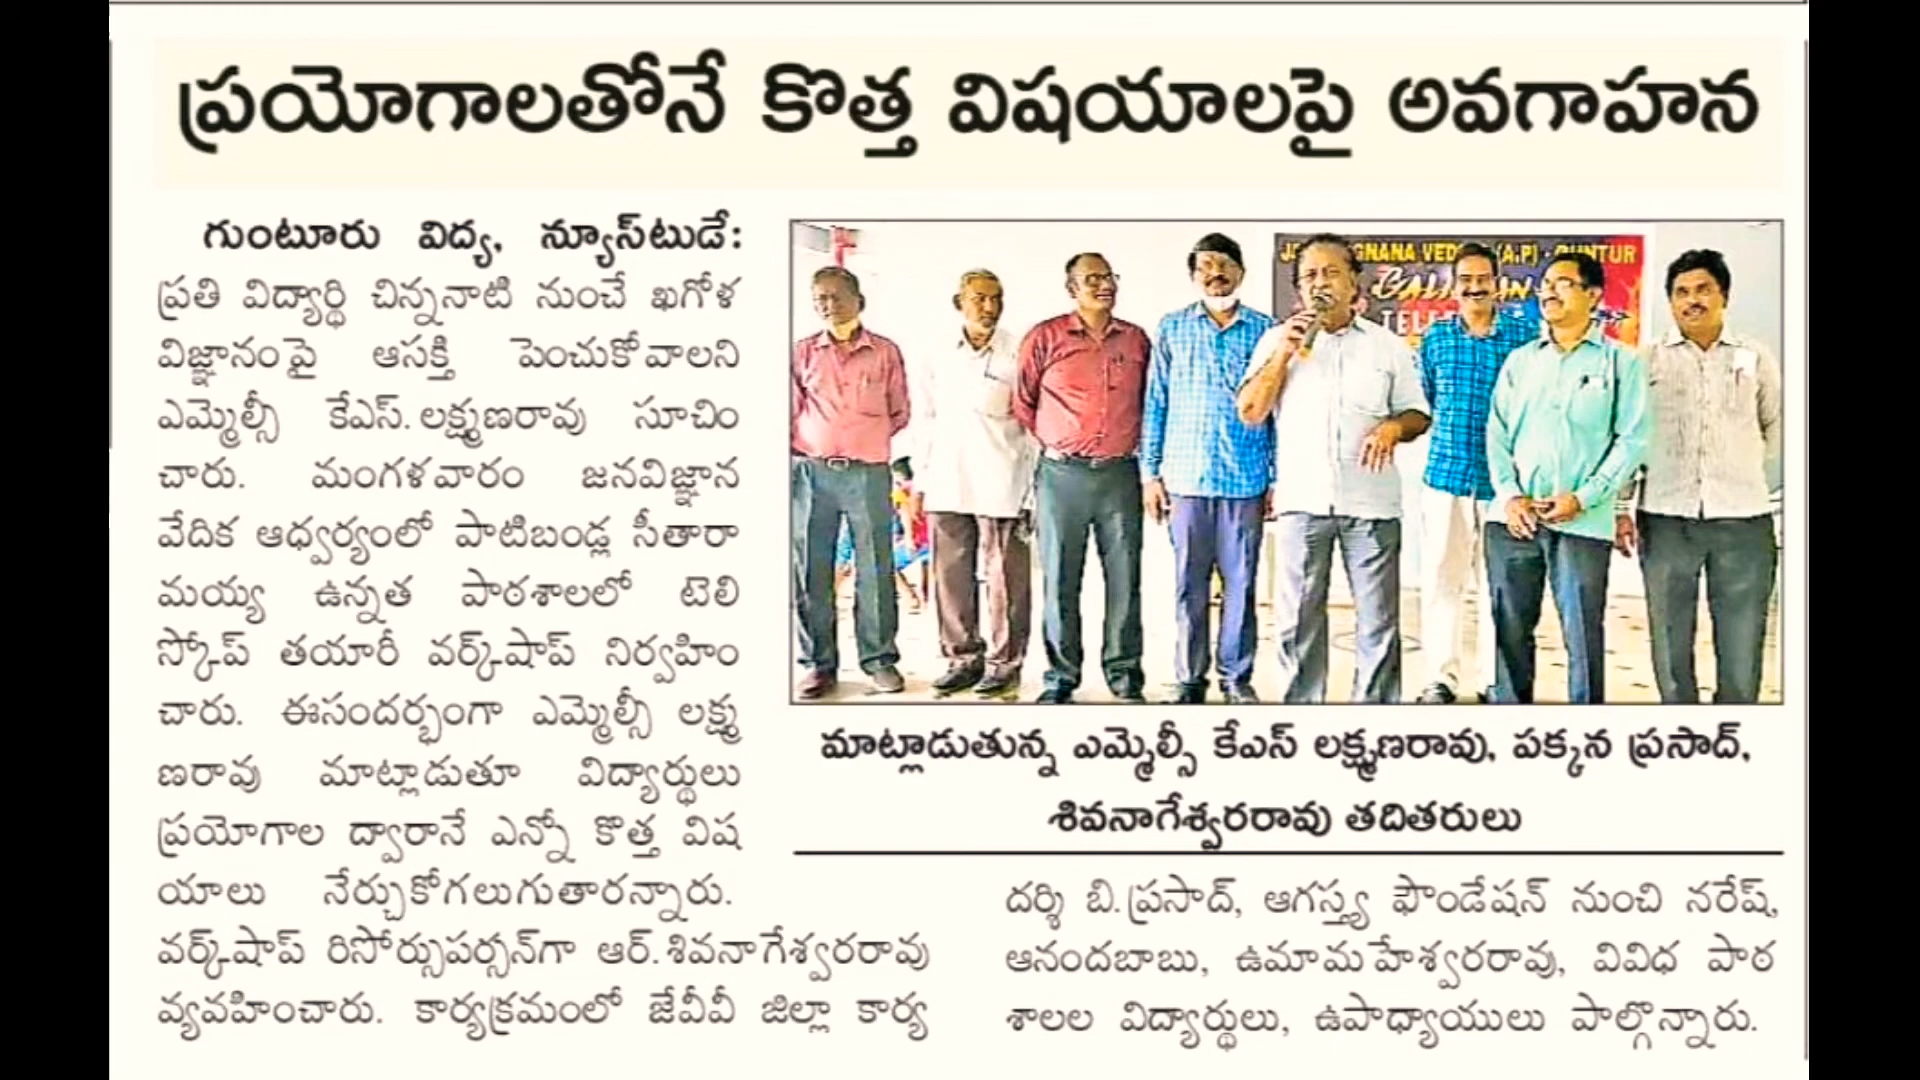 ప్రయోగాలతోనే కొత్త విషయాలపై అవగాహన
గుంటూరు విద్య, న్యూస్‌టుడే:
ప్రతి విద్యార్థి చిన్ననాటి నుంచే ఖగోళ
విజ్ఞానంపై ఆసక్తి పెంచుకోవాలని
ఎమ్మెల్సీ కేఎస్.లక్ష్మణరావు సూచిం
చారు. మంగళవారం జనవిజ్ఞాన
వేదిక ఆధ్వర్యంలో పాటిబండ్ల సీతారా
మయ్య ఉన్నత పాఠశాలలో టెలి
స్కోప్ తయారీ వర్క్‌షాప్ నిర్వహిం
చారు. ఈసందర్భంగా ఎమ్మెల్సీ లక్ష్మ
ణరావు మాట్లాడుతూ విద్యార్థులు
ప్రయోగాల ద్వారానే ఎన్నో కొత్త విష
యాలు నేర్చుకోగలుగుతారన్నారు.
వర్క్‌షాప్ రిసోర్సుపర్సన్‌గా ఆర్.శివనాగేశ్వరరావు
వ్యవహించారు. కార్యక్రమంలో జేవీవీ జిల్లా కార్య
GNANA (A.P) - GUNTUR
మాట్లాడుతున్న ఎమ్మెల్సీ కేఎస్ లక్ష్మణరావు, పక్కన ప్రసాద్,
శివనాగేశ్వరరావు తదితరులు
దర్శి బి.ప్రసాద్, ఆగస్త్య ఫౌండేషన్ నుంచి నరేష్,
ఆనందబాబు, ఉమామహేశ్వరరావు, వివిధ పాఠ
శాలల విద్యార్థులు, ఉపాధ్యాయులు పాల్గొన్నారు.